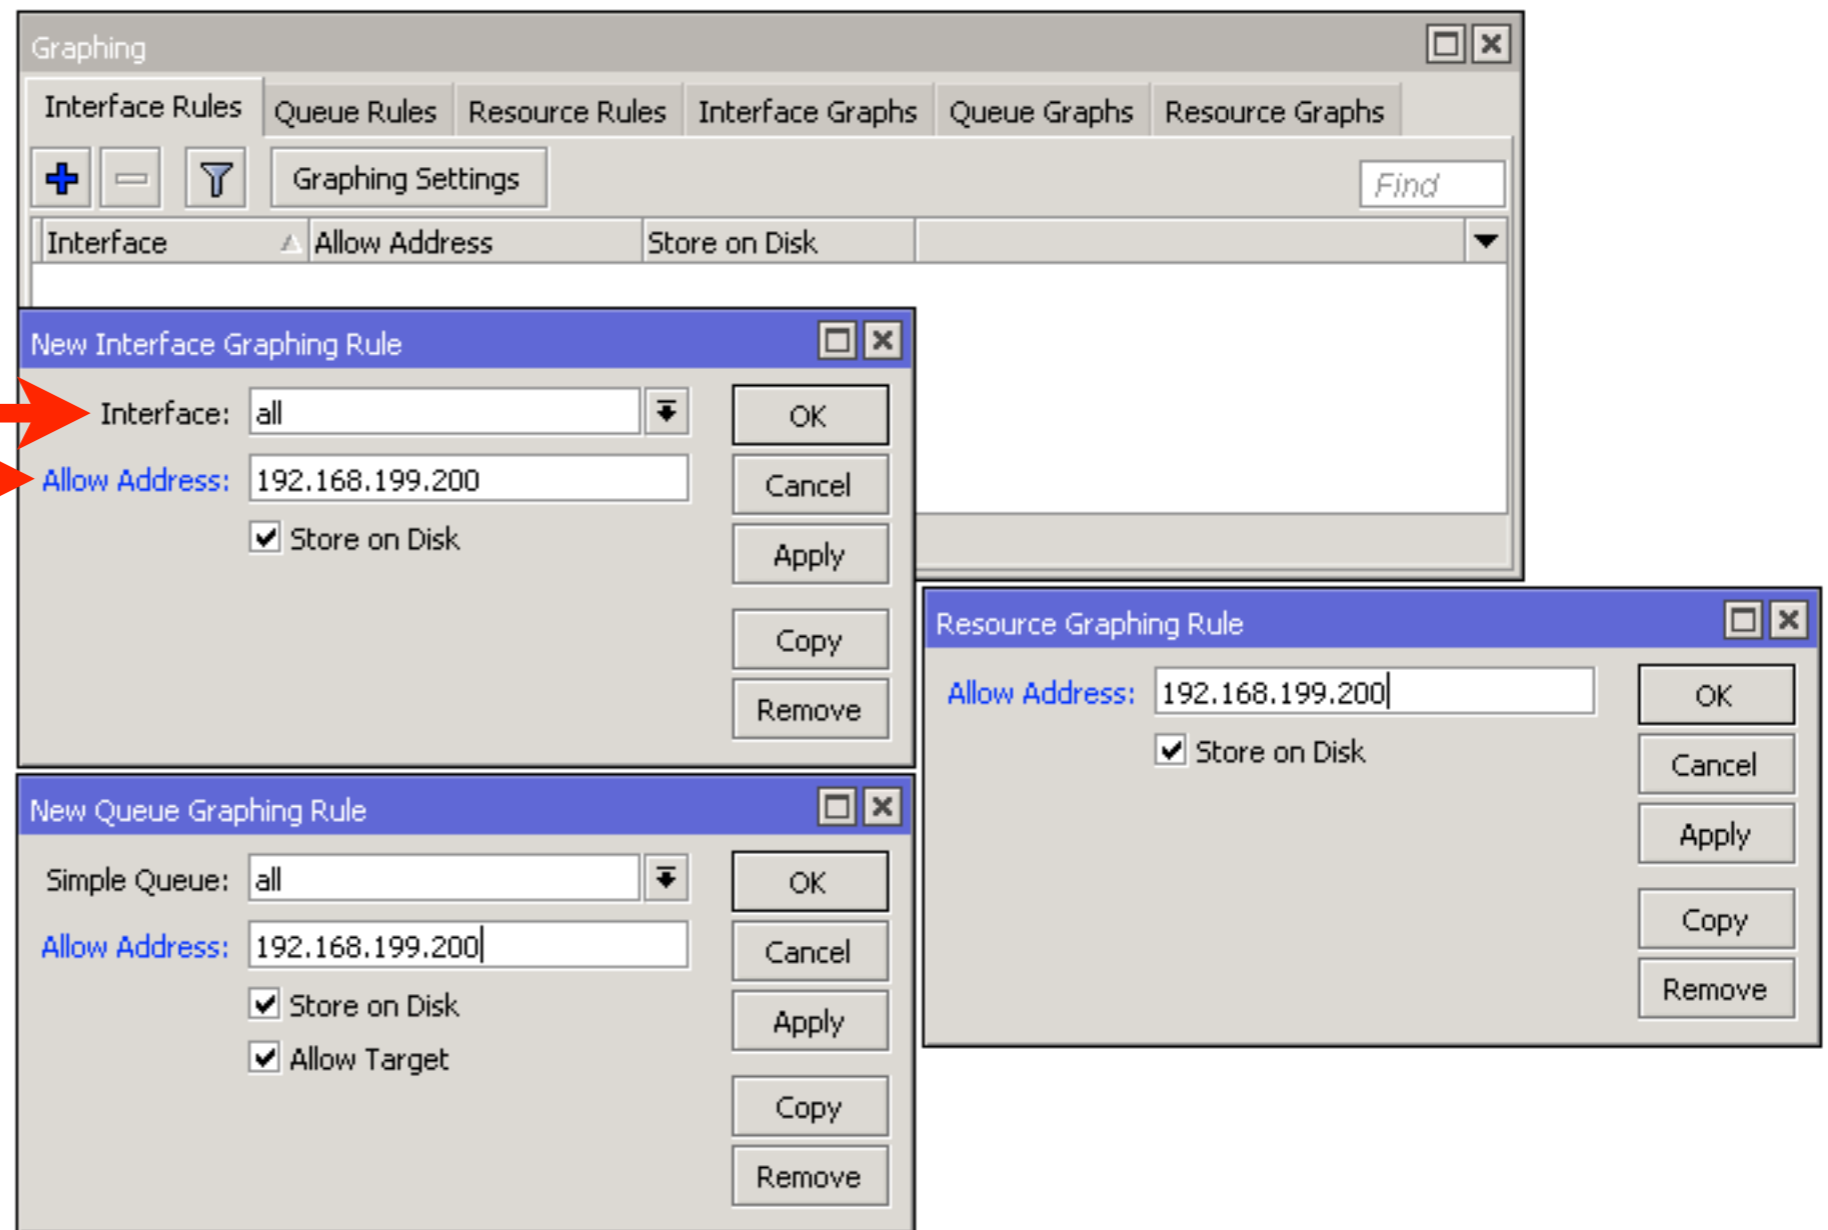 Graphing
Interface Rules Queue Rules Resource Rules Interface Graphs Queue Graphs Resource Graphs
Graphing Settings Find
Interface Allow Address Store on Disk
New Interface Graphing Rule
Interface: all OK
Allow Address: 192.168.199.200 Cancel
Store on Disk Apply
Copy
Remove
Resource Graphing Rule
Allow Address: 192.168.199.200 OK
Store on Disk Cancel
Apply
Copy
Remove
New Queue Graphing Rule
Simple Queue: all OK
Allow Address: 192.168.199.200 Cancel
Store on Disk Apply
Allow Target
Copy
Remove